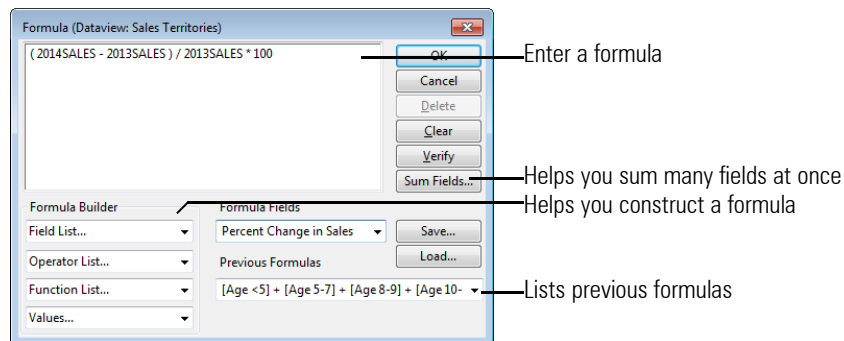 Formula (Dataview: Sales Territories)
( 2014SALES - 2013SALES ) / 2013SALES * 100
OK
Enter a formula
Cancel
Delete
Clear
Verify
Sum Fields...
Helps you sum many fields at once
Helps you construct a formula
Formula Builder
Formula Fields
Field List...
Percent Change in Sales
Save...
Operator List...
Previous Formulas
Load...
Function List...
[Age <5] + [Age 5-7] + [Age 8-9] + [Age 10-
Lists previous formulas
Values...